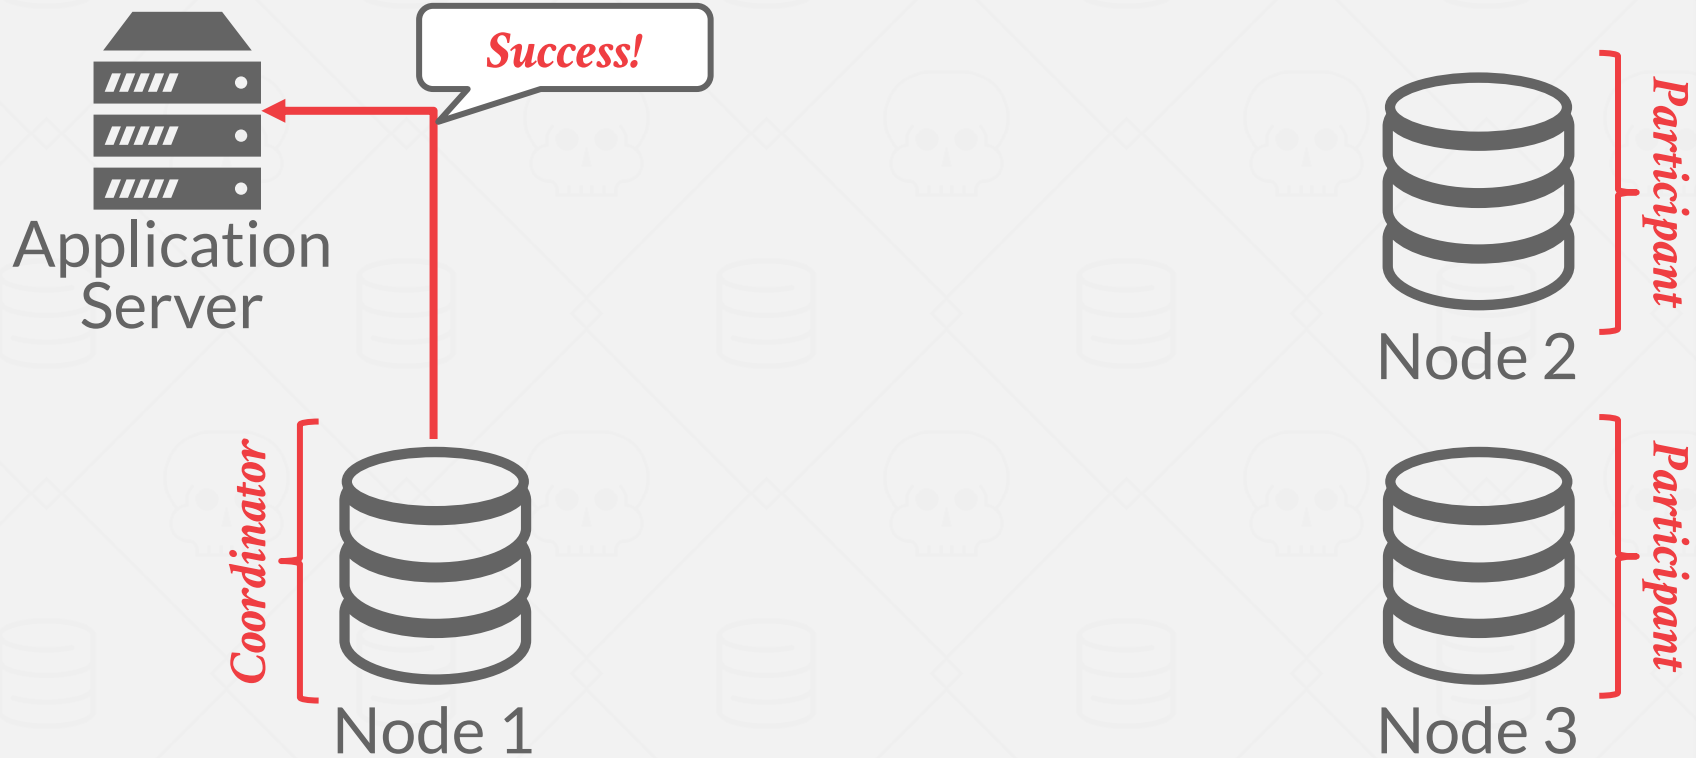 Success!
Application
Server
Participant
Node 2
Coordinator
Node 1
Participant
Node 3